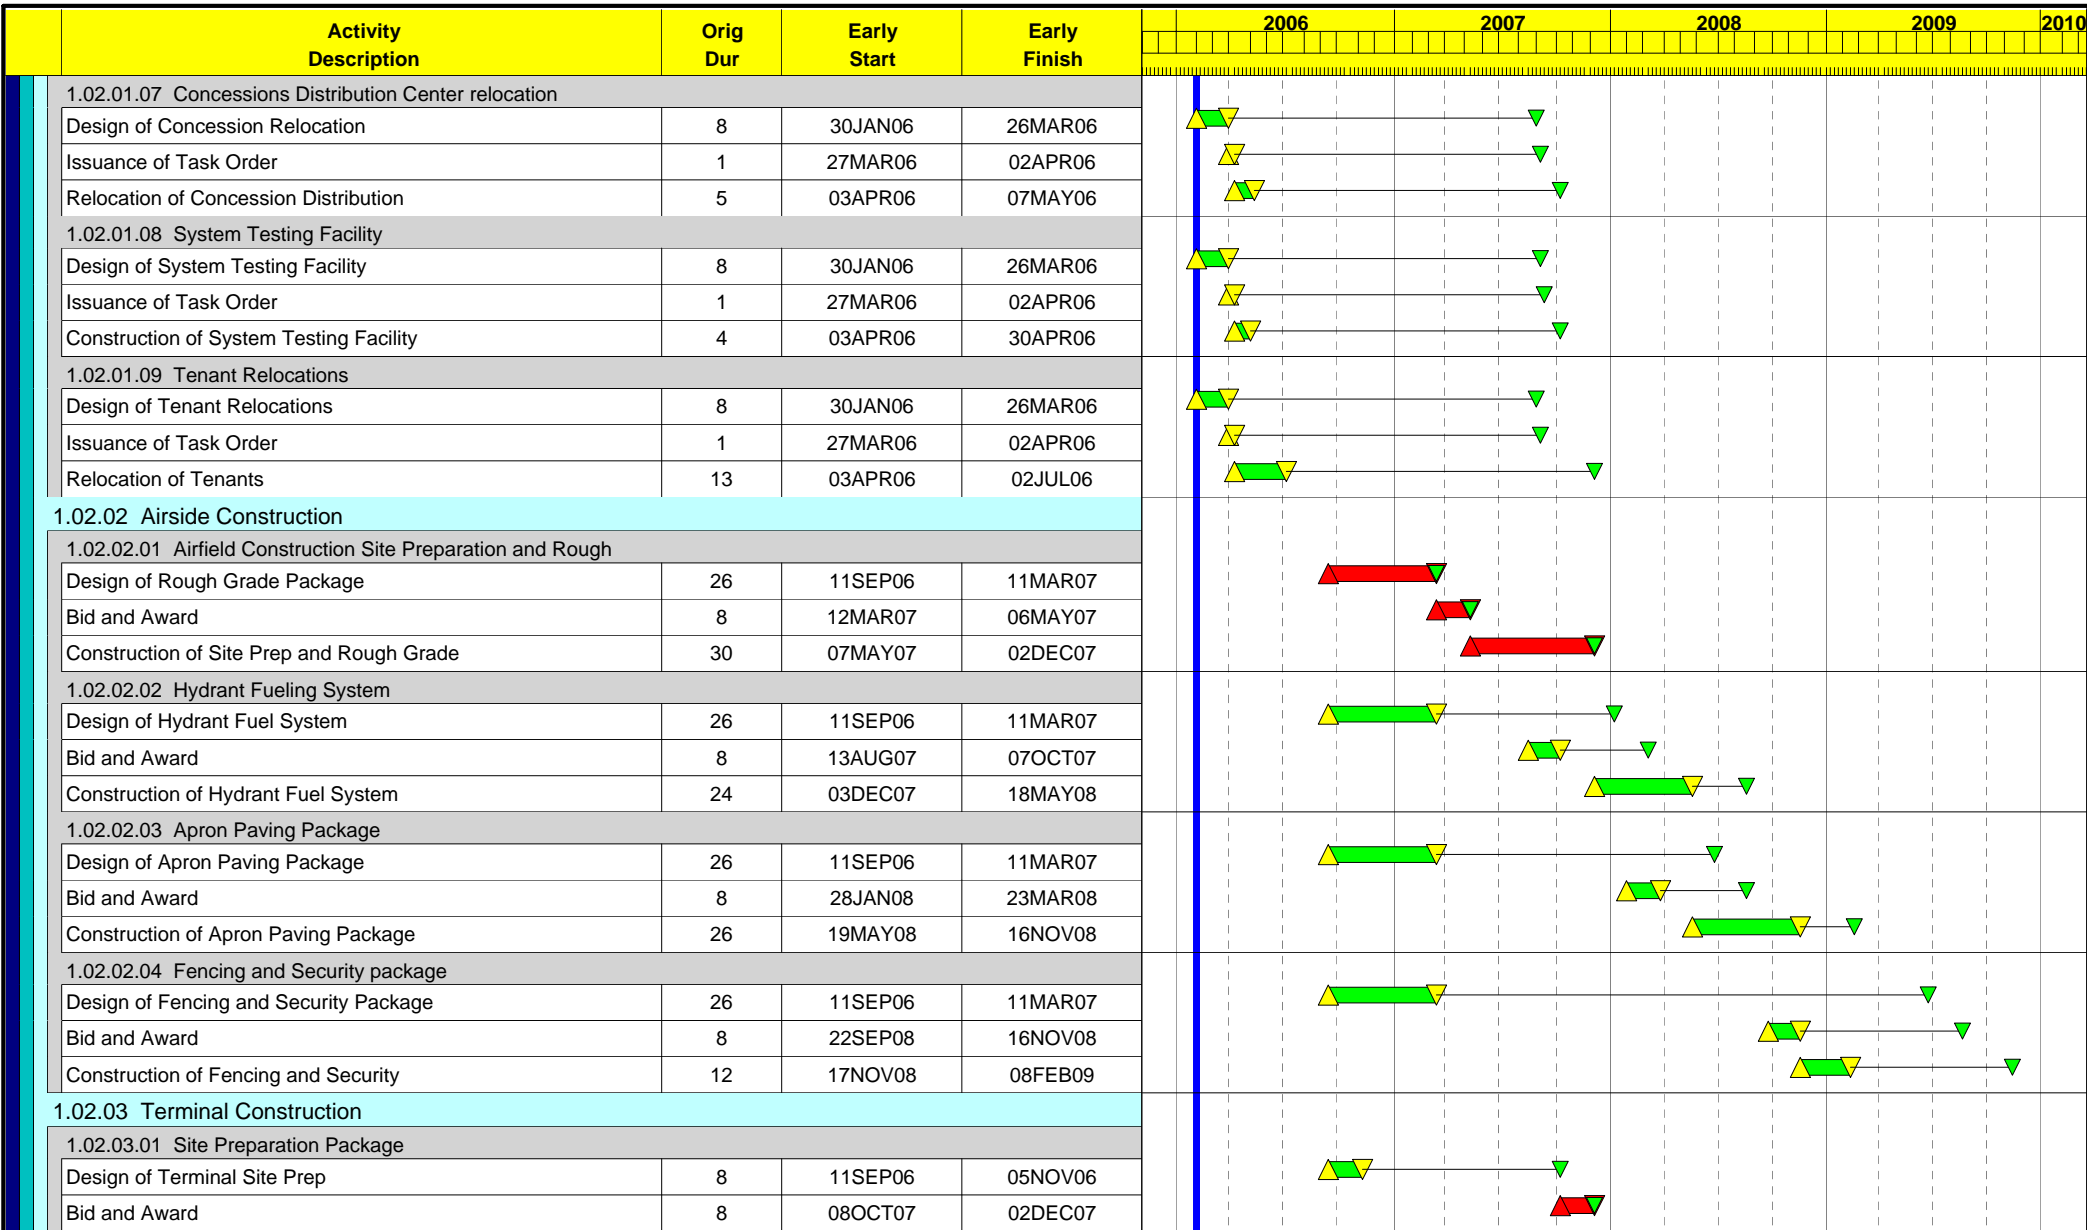 Activity Description Orig Dur Early Start Early Finish 2006 2007 2008 2009 2010
1.02.01.07 Concessions Distribution Center relocation
Design of Concession Relocation 8 30JAN06 26MAR06
Issuance of Task Order 1 27MAR06 02APR06
Relocation of Concession Distribution 5 03APR06 07MAY06
1.02.01.08 System Testing Facility
Design of System Testing Facility 8 30JAN06 26MAR06
Issuance of Task Order 1 27MAR06 02APR06
Construction of System Testing Facility 4 03APR06 30APR06
1.02.01.09 Tenant Relocations
Design of Tenant Relocations 8 30JAN06 26MAR06
Issuance of Task Order 1 27MAR06 02APR06
Relocation of Tenants 13 03APR06 02JUL06
1.02.02 Airside Construction
1.02.02.01 Airfield Construction Site Preparation and Rough
Design of Rough Grade Package 26 11SEP06 11MAR07
Bid and Award 8 12MAR07 06MAY07
Construction of Site Prep and Rough Grade 30 07MAY07 02DEC07
1.02.02.02 Hydrant Fueling System
Design of Hydrant Fuel System 26 11SEP06 11MAR07
Bid and Award 8 13AUG07 07OCT07
Construction of Hydrant Fuel System 24 03DEC07 18MAY08
1.02.02.03 Apron Paving Package
Design of Apron Paving Package 26 11SEP06 11MAR07
Bid and Award 8 28JAN08 23MAR08
Construction of Apron Paving Package 26 19MAY08 16NOV08
1.02.02.04 Fencing and Security package
Design of Fencing and Security Package 26 11SEP06 11MAR07
Bid and Award 8 22SEP08 16NOV08
Construction of Fencing and Security 12 17NOV08 08FEB09
1.02.03 Terminal Construction
1.02.03.01 Site Preparation Package
Design of Terminal Site Prep 8 11SEP06 05NOV06
Bid and Award 8 08OCT07 02DEC07